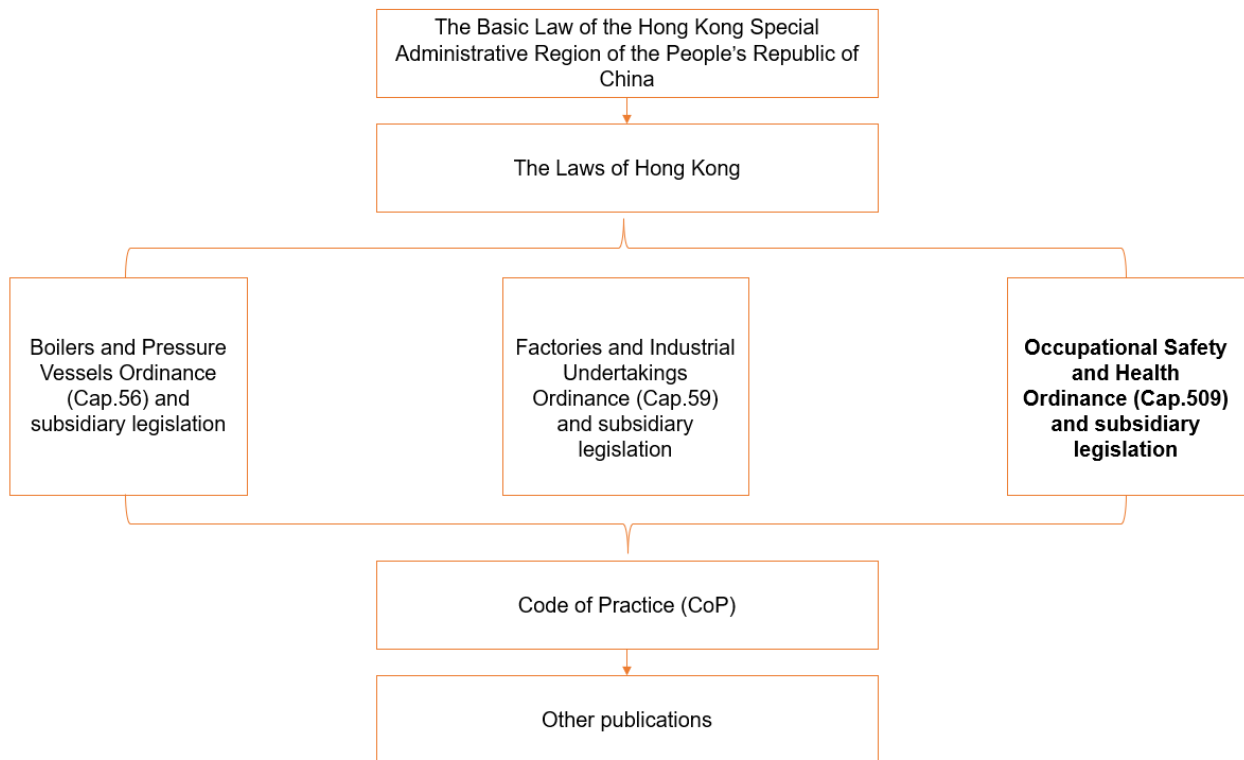 The Basic Law of the Hong Kong Special
Administrative Region of the People's Republic of
China
The Laws of Hong Kong
Boilers and Pressure
Vessels Ordinance
(Cap.56) and
subsidiary legislation
Factories and Industrial
Undertakings
Ordinance (Cap.59)
and subsidiary
legislation
Occupational Safety
and Health
Ordinance (Cap.509)
and subsidiary
legislation
Code of Practice (CoP)
Other publications